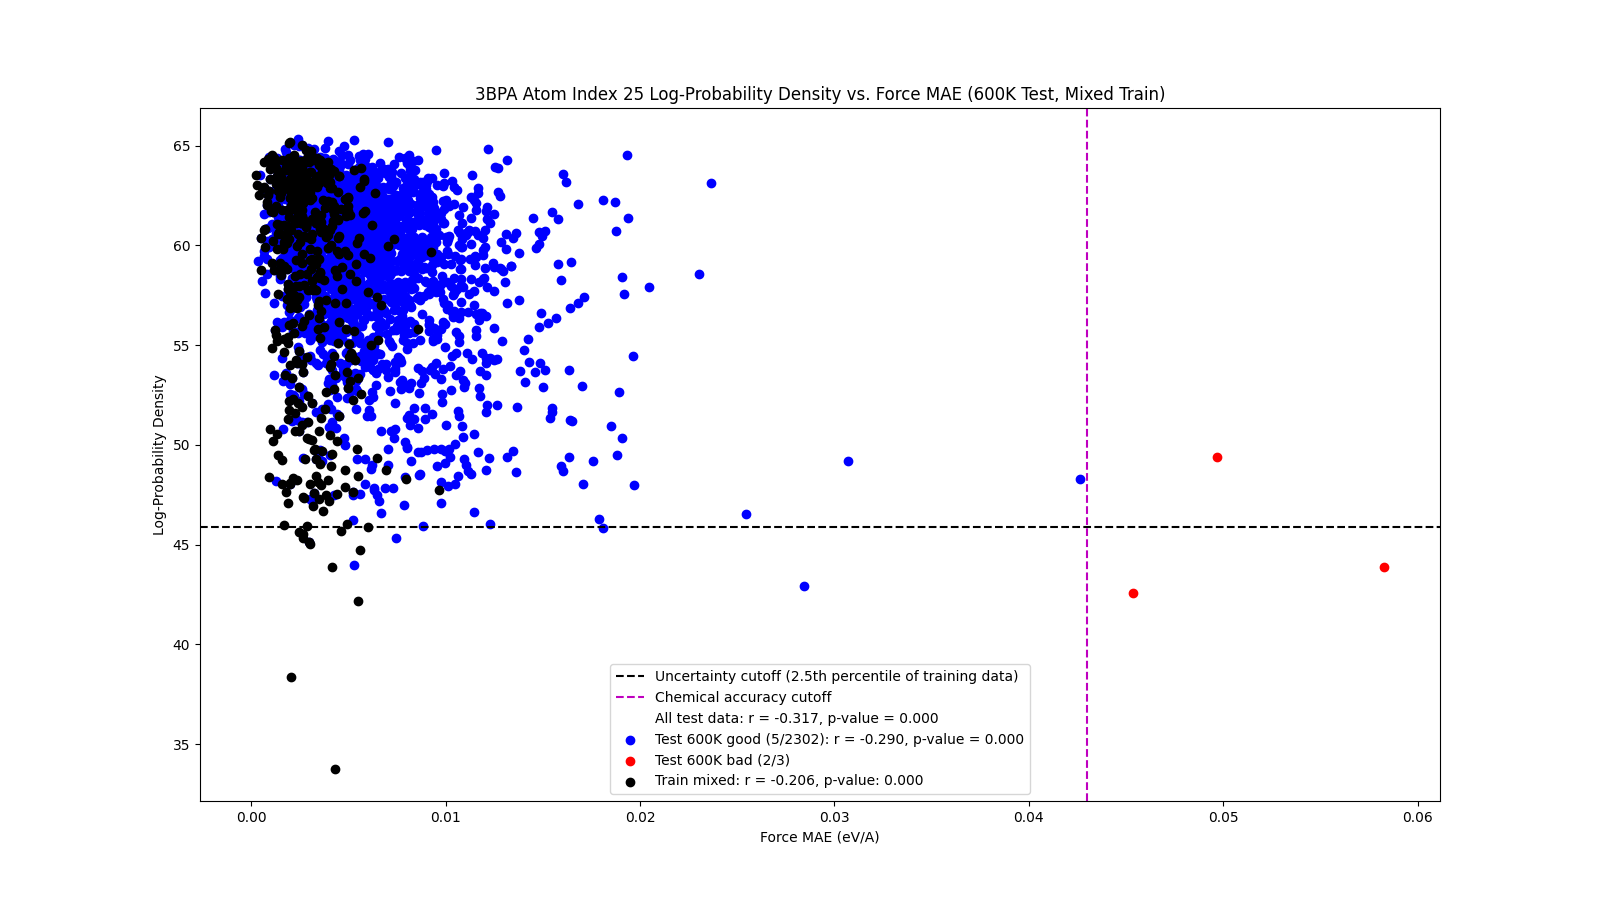 3BPA Atom Index 25 Log-Probability Density vs. Force MAE (600K Test, Mixed Train)
Log-Probability Density
65
60
55
50
45
40
35
Uncertainty cutoff (2.5th percentile of training data)
Chemical accuracy cutoff
All test data: r = -0.317, p-value = 0.000
Test 600K good (5/2302): r = -0.290, p-value = 0.000
Test 600K bad (2/3)
Train mixed: r = -0.206, p-value: 0.000
0.00 0.01 0.02 0.03 0.04 0.05 0.06
Force MAE (eV/A)